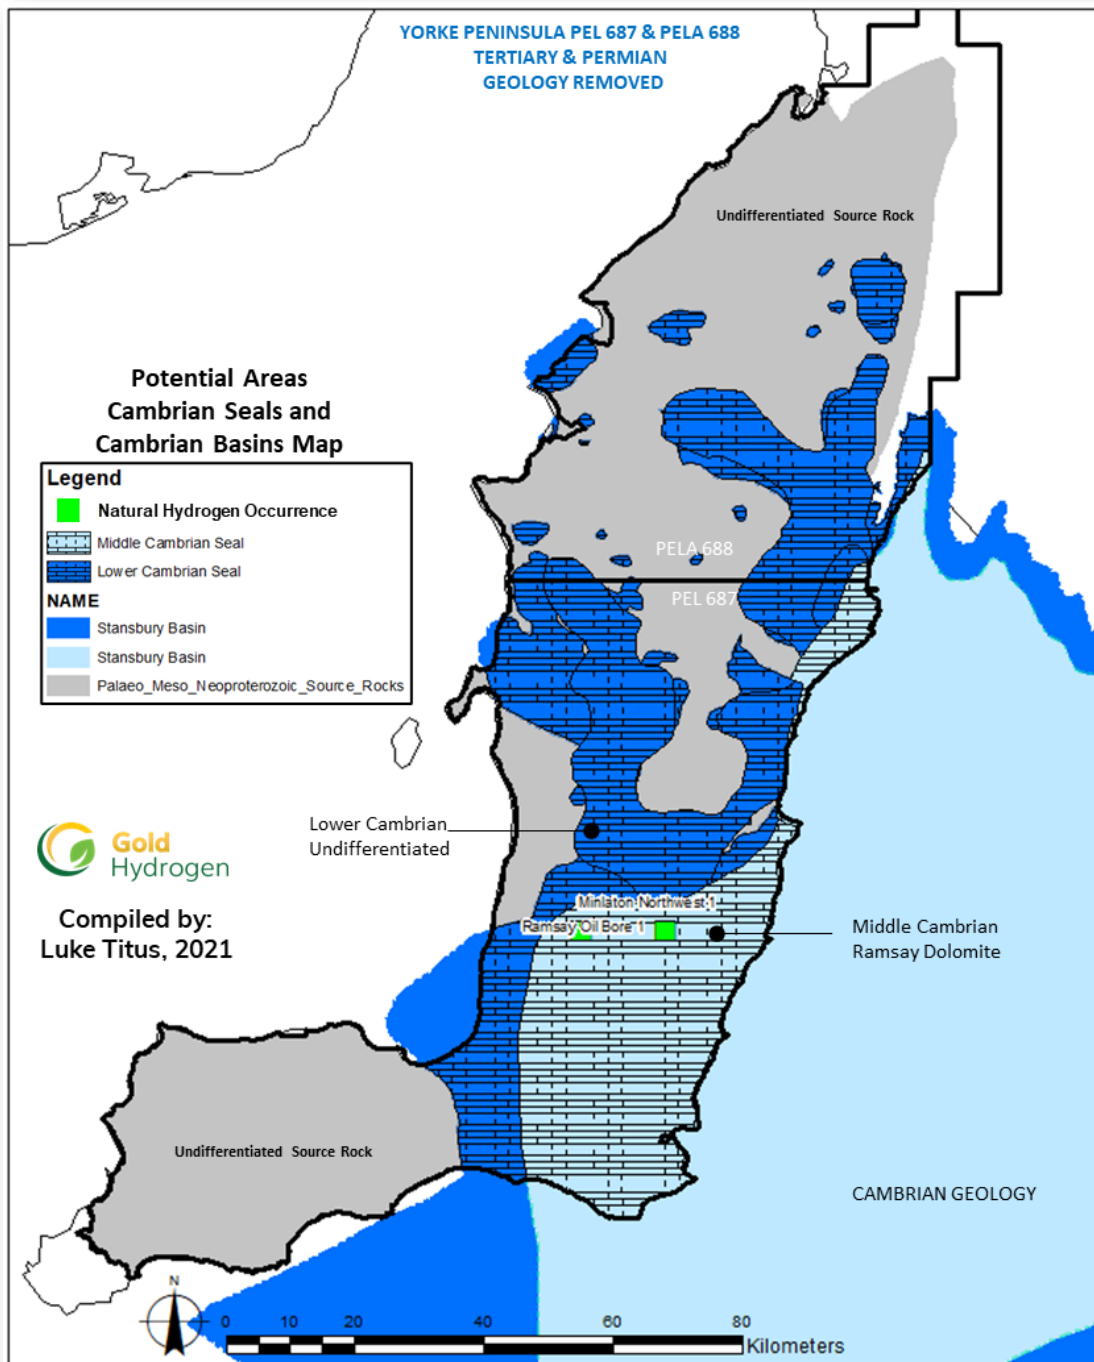 YORKE PENINSULA PEL 687 & PELA 688
TERTIARY & PERMIAN
GEOLOGY REMOVED
Undifferentiated Source Rock
Potential Areas
Cambrian Seals and
Cambrian Basins Map
Legend
Natural Hydrogen Occurrence
Middle Cambrian Seal
Lower Cambrian Seal
NAME
Stansbury Basin
Stansbury Basin
Palaeo_Meso_Neoproterozoic_Source_Rocks
PELA 688
PEL 687
Lower Cambrian
Undifferentiated
Gold
Hydrogen
Compiled by:
Luke Titus, 2021
Minlaton Northwest 1
Ramsay Oil Bore 1
Middle Cambrian
Ramsay Dolomite
Undifferentiated Source Rock
CAMBRIAN GEOLOGY
N
0 10 20 40 60 80
Kilometers